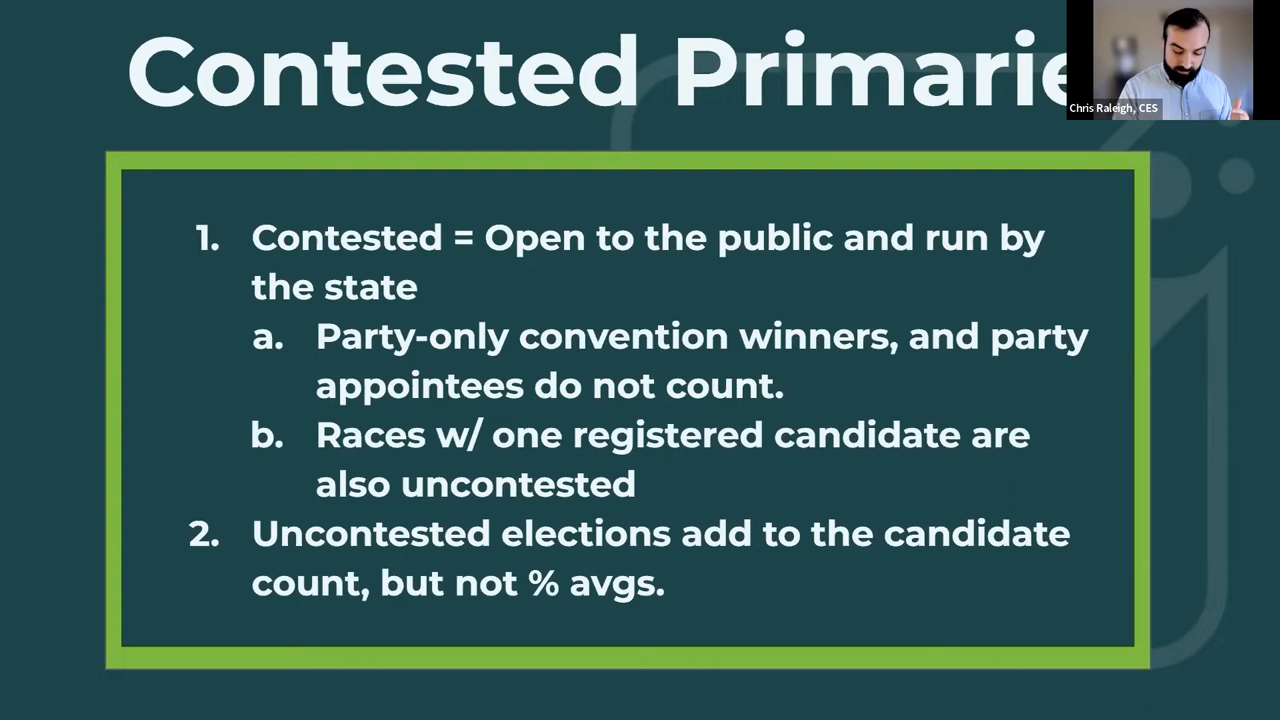 Contested Primarie
Chris Raleigh, CES
1. Contested = Open to the public and run by
the state
a. Party-only convention winners, and party
appointees do not count.
b. Races w/ one registered candidate are
also uncontested
2. Uncontested elections add to the candidate
count, but not % avgs.